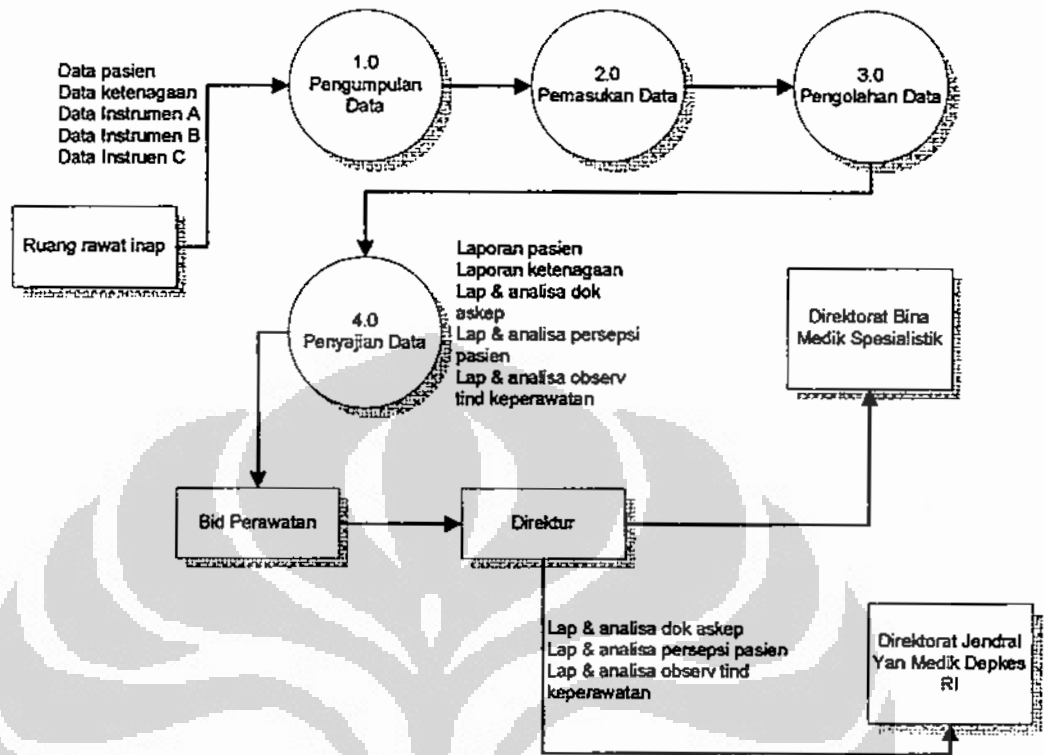 Data pasien
Data ketenagaan
Data Instrumen A
Data Instrumen B
Data Instruen C
1.0
Pengumpulan
Data
2.0
Pemasukan Data
3.0
Pengolahan Data
Ruang rawat inap
4.0
Penyajian Data
Laporan pasien
Laporan ketenagaan
Lap & analisa dok
askep
Lap & analisa persepsi
pasien
Lap & analisa observ
tind keperawatan
Direktorat Bina
Medik Spesialistik
Bid Perawatan
Direktur
Lap & analisa dok askep
Lap & analisa persepsi pasien
Lap & analisa observ tind
keperawatan
Direktorat Jendral
Yan Medik Depkes
RI